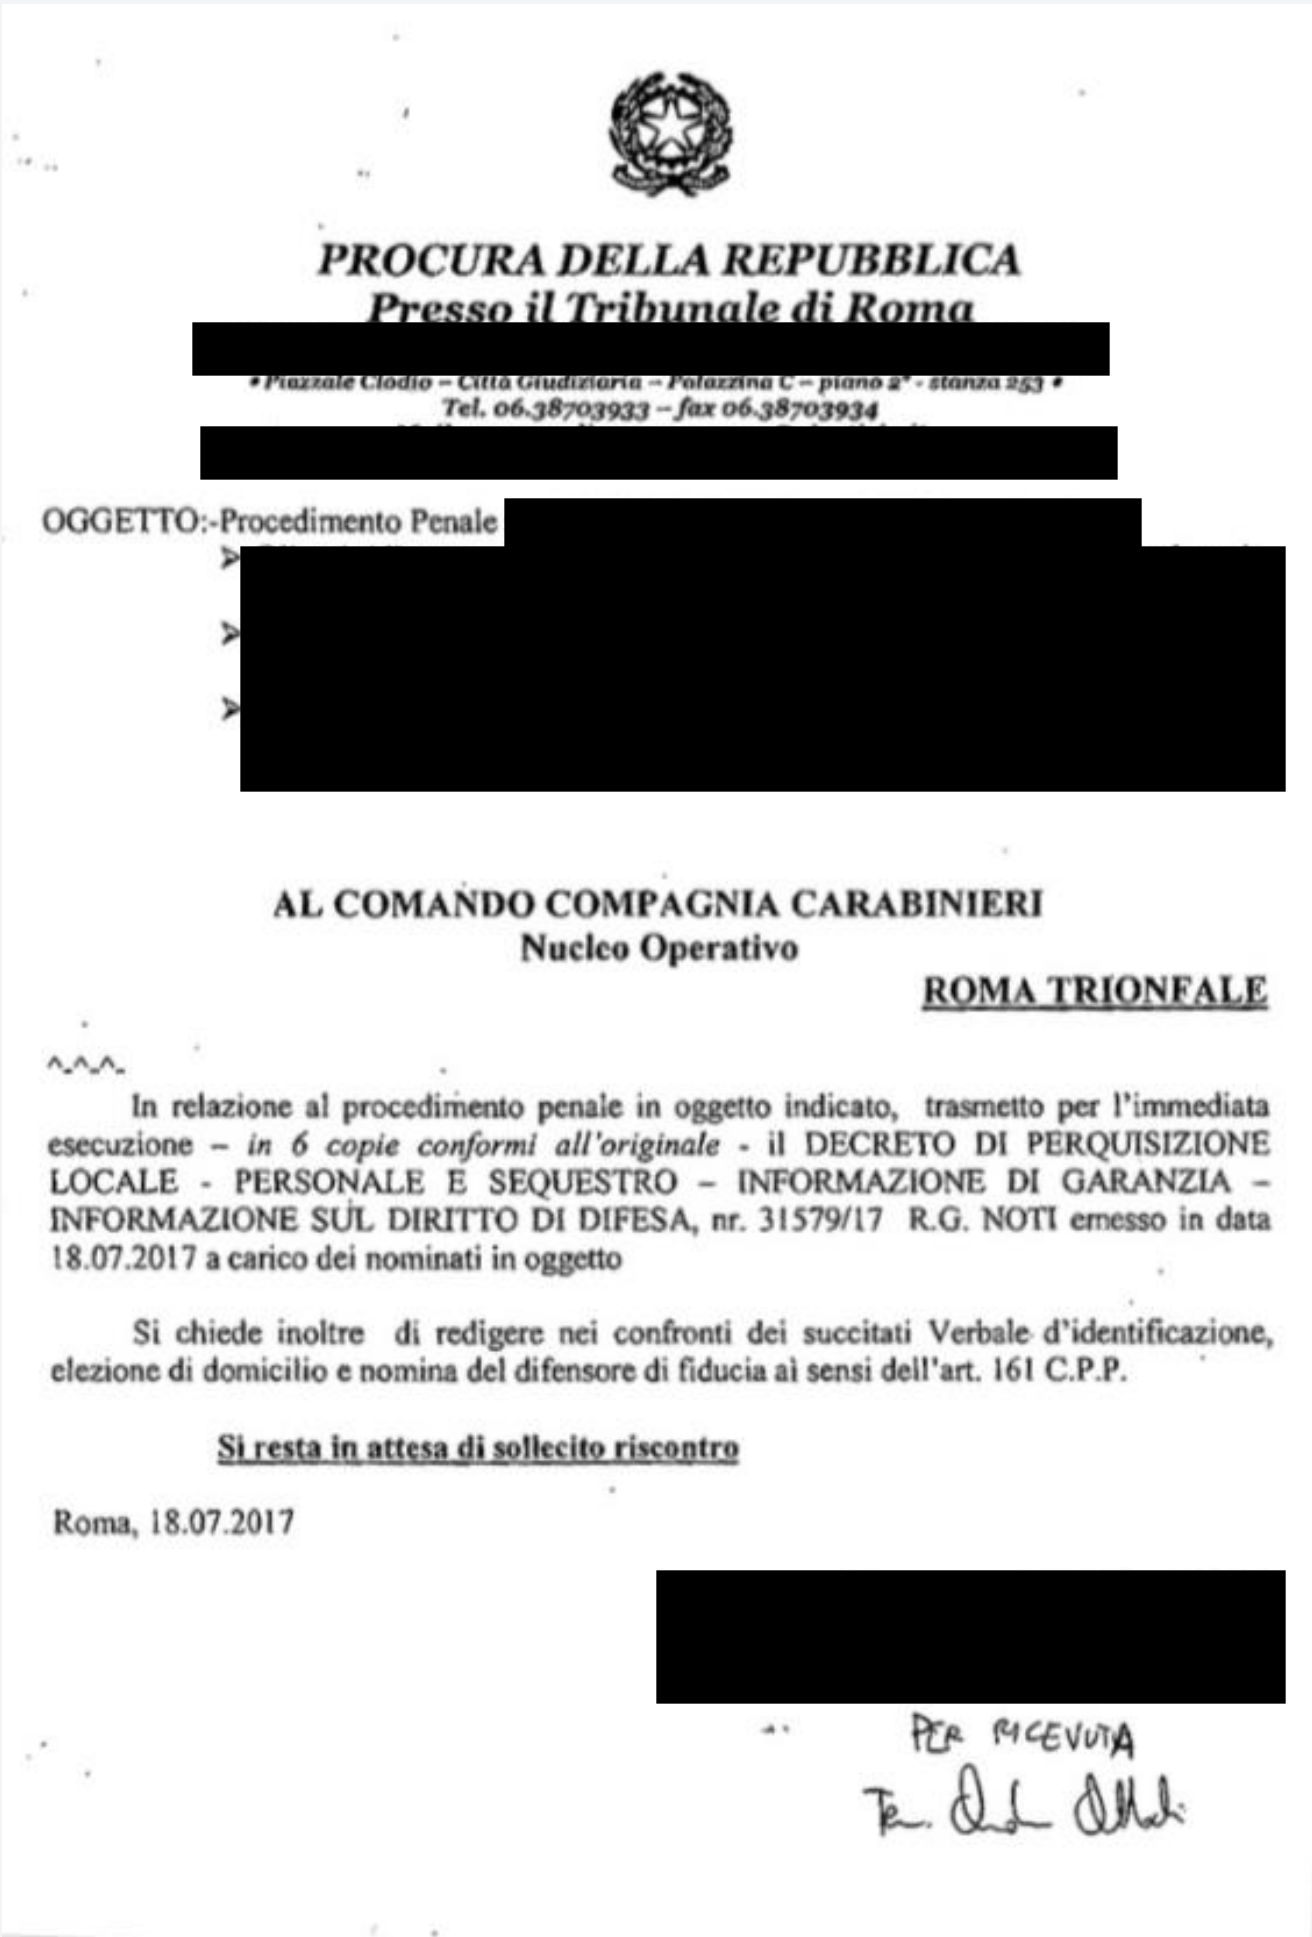 PROCURA DELLA REPUBBLICA
Presso il Tribunale di Roma
• Piazzale Clodio – Città Giudiziaria – Palazzina C – piano 2° - stanza 253 •
Tel. 06.38703933 – fax 06.38703934
OGGETTO:-Procedimento Penale
AL COMANDO COMPAGNIA CARABINIERI
Nucleo Operativo
ROMA TRIONFALE
^-^-^-
In relazione al procedimento penale in oggetto indicato, trasmetto per l'immediata
esecuzione – in 6 copie conformi all'originale - il DECRETO DI PERQUISIZIONE
LOCALE - PERSONALE E SEQUESTRO – INFORMAZIONE DI GARANZIA –
INFORMAZIONE SUL DIRITTO DI DIFESA, nr. 31579/17 R.G. NOTI emesso in data
18.07.2017 a carico dei nominati in oggetto
Si chiede inoltre di redigere nei confronti dei succitati Verbale d'identificazione,
elezione di domicilio e nomina del difensore di fiducia ai sensi dell'art. 161 C.P.P.
Si resta in attesa di sollecito riscontro
Roma, 18.07.2017
PER RICEVUTA